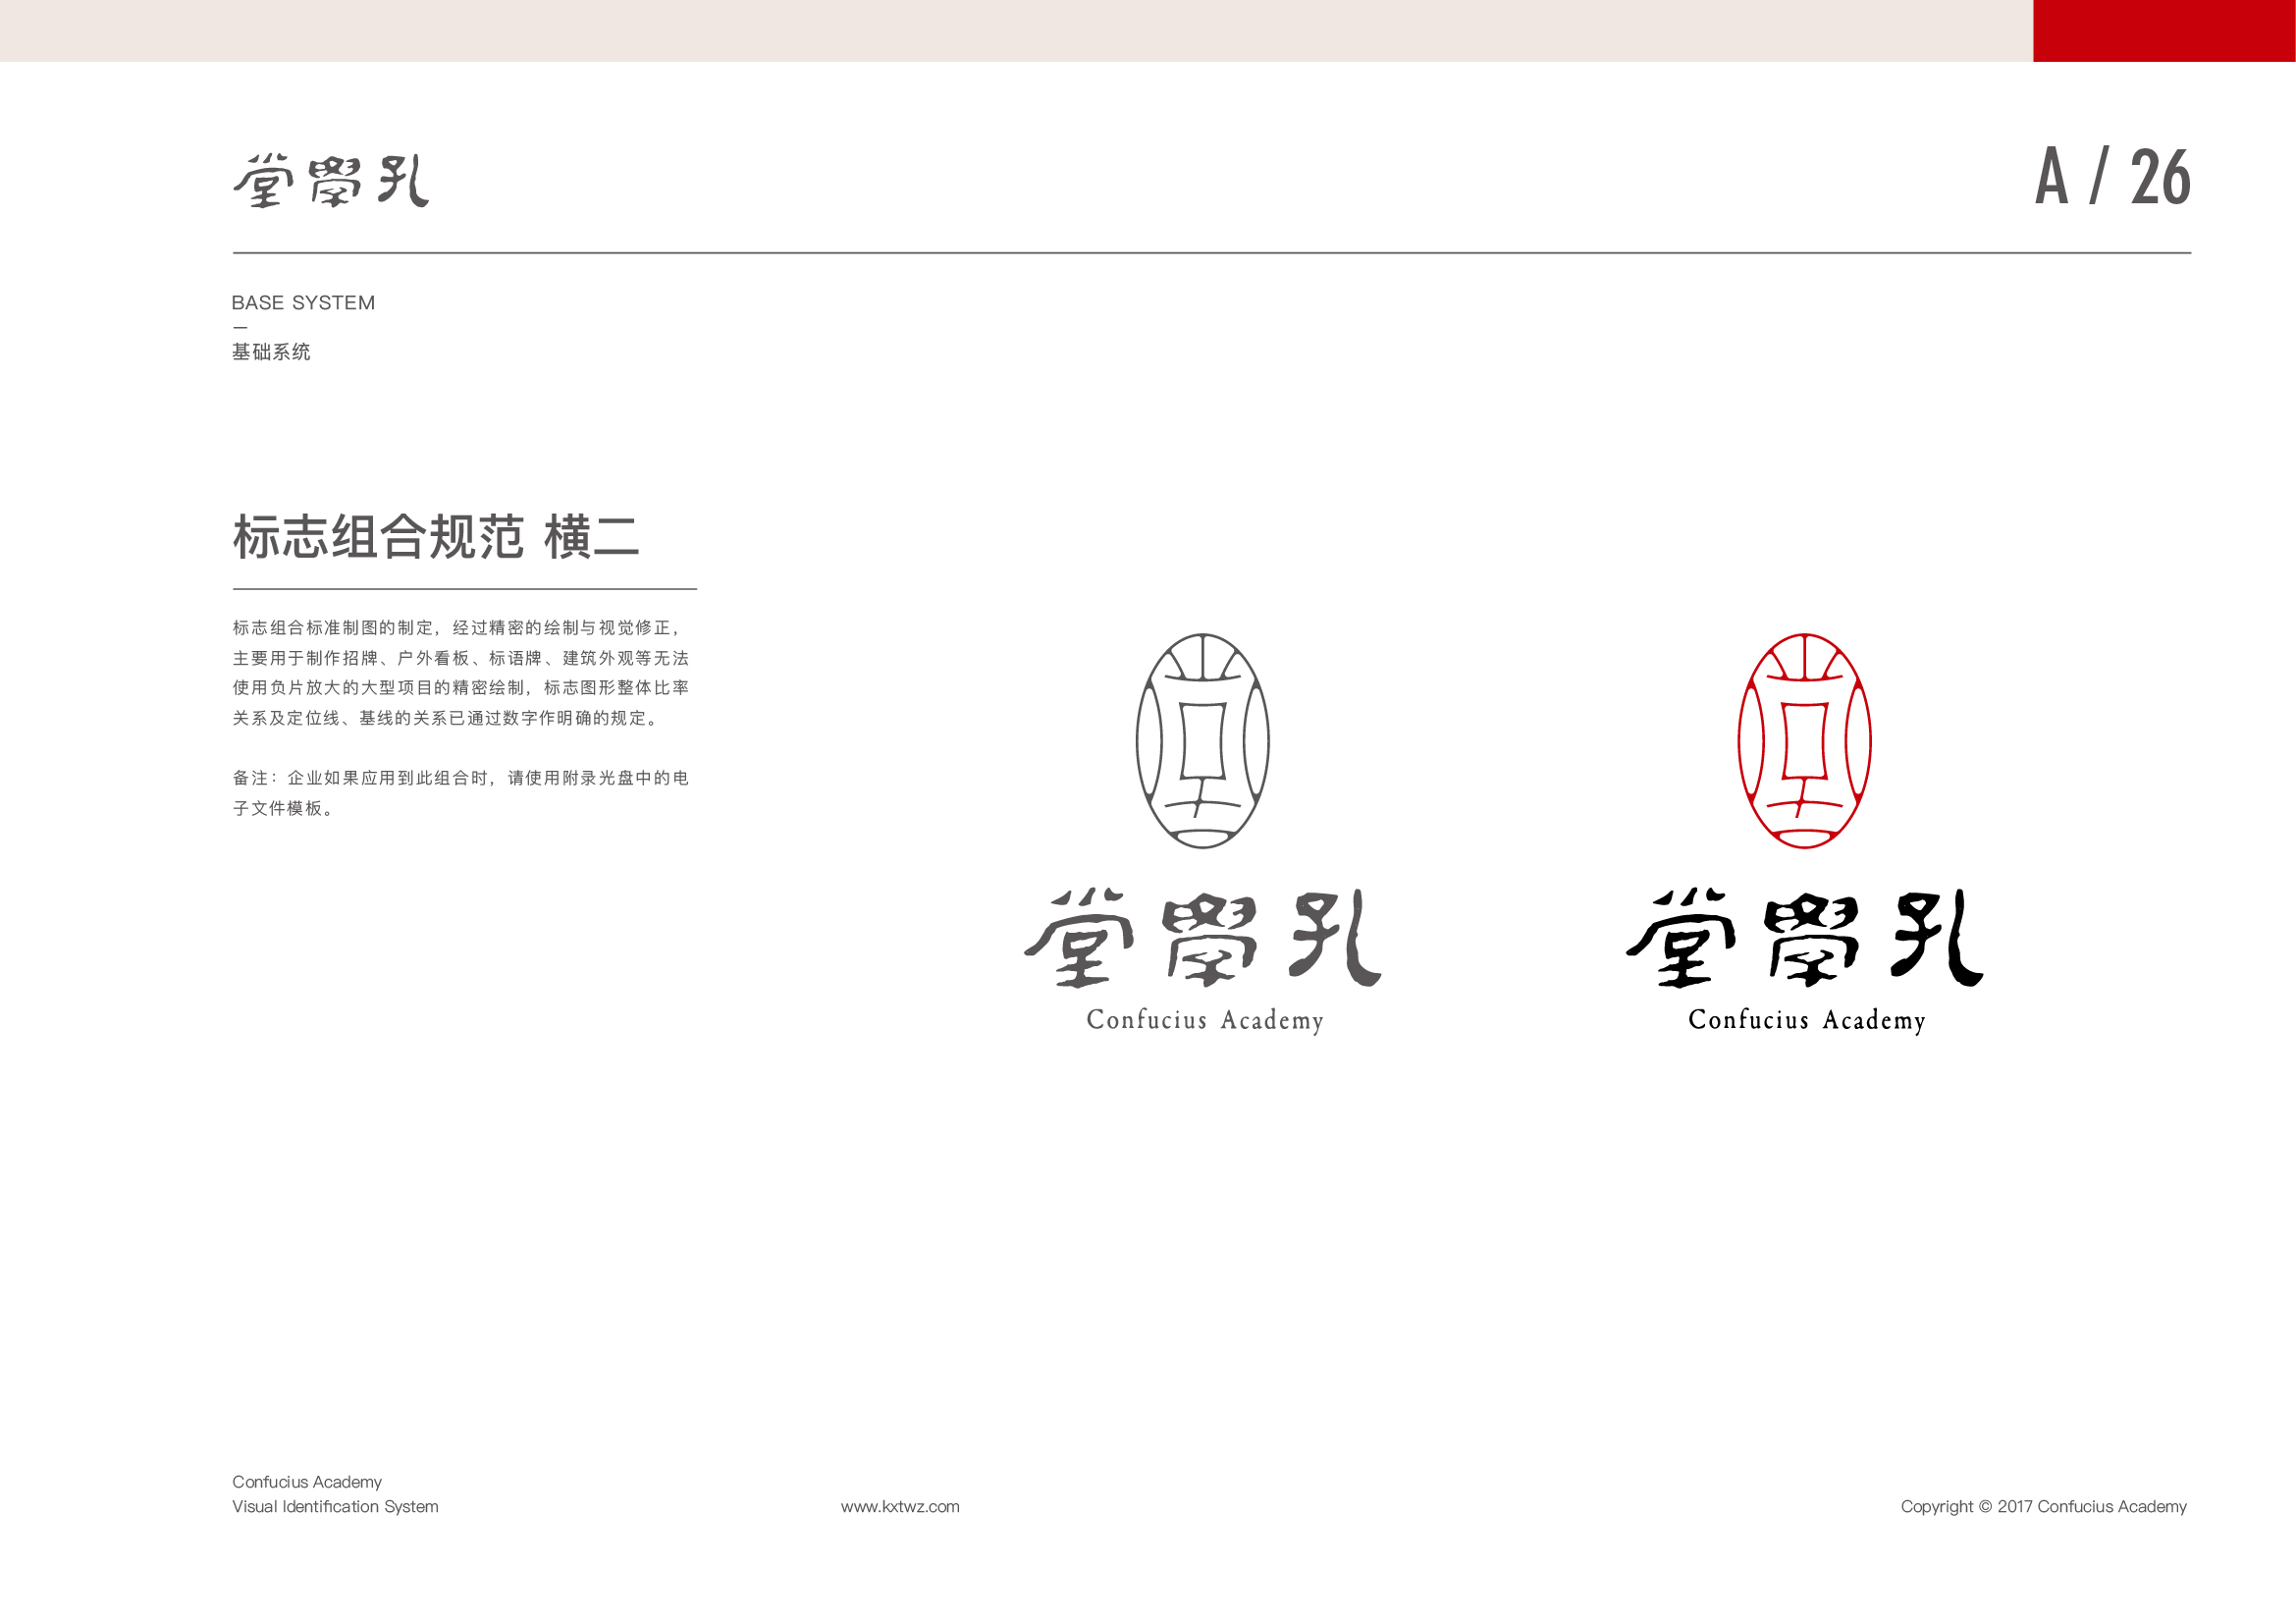 堂學孔
A / 26
BASE SYSTEM
基础系统
标志组合规范 横二
标志组合标准制图的制定，经过精密的绘制与视觉修正，
主要用于制作招牌、户外看板、标语牌、建筑外观等无法
使用负片放大的大型项目的精密绘制，标志图形整体比率
关系及定位线、基线的关系已通过数字作明确的规定。
备注：企业如果应用到此组合时，请使用附录光盘中的电
子文件模板。
堂學孔
Confucius Academy
堂學孔
Confucius Academy
Confucius Academy
Visual Identification System
www.kxtwz.com
Copyright © 2017 Confucius Academy